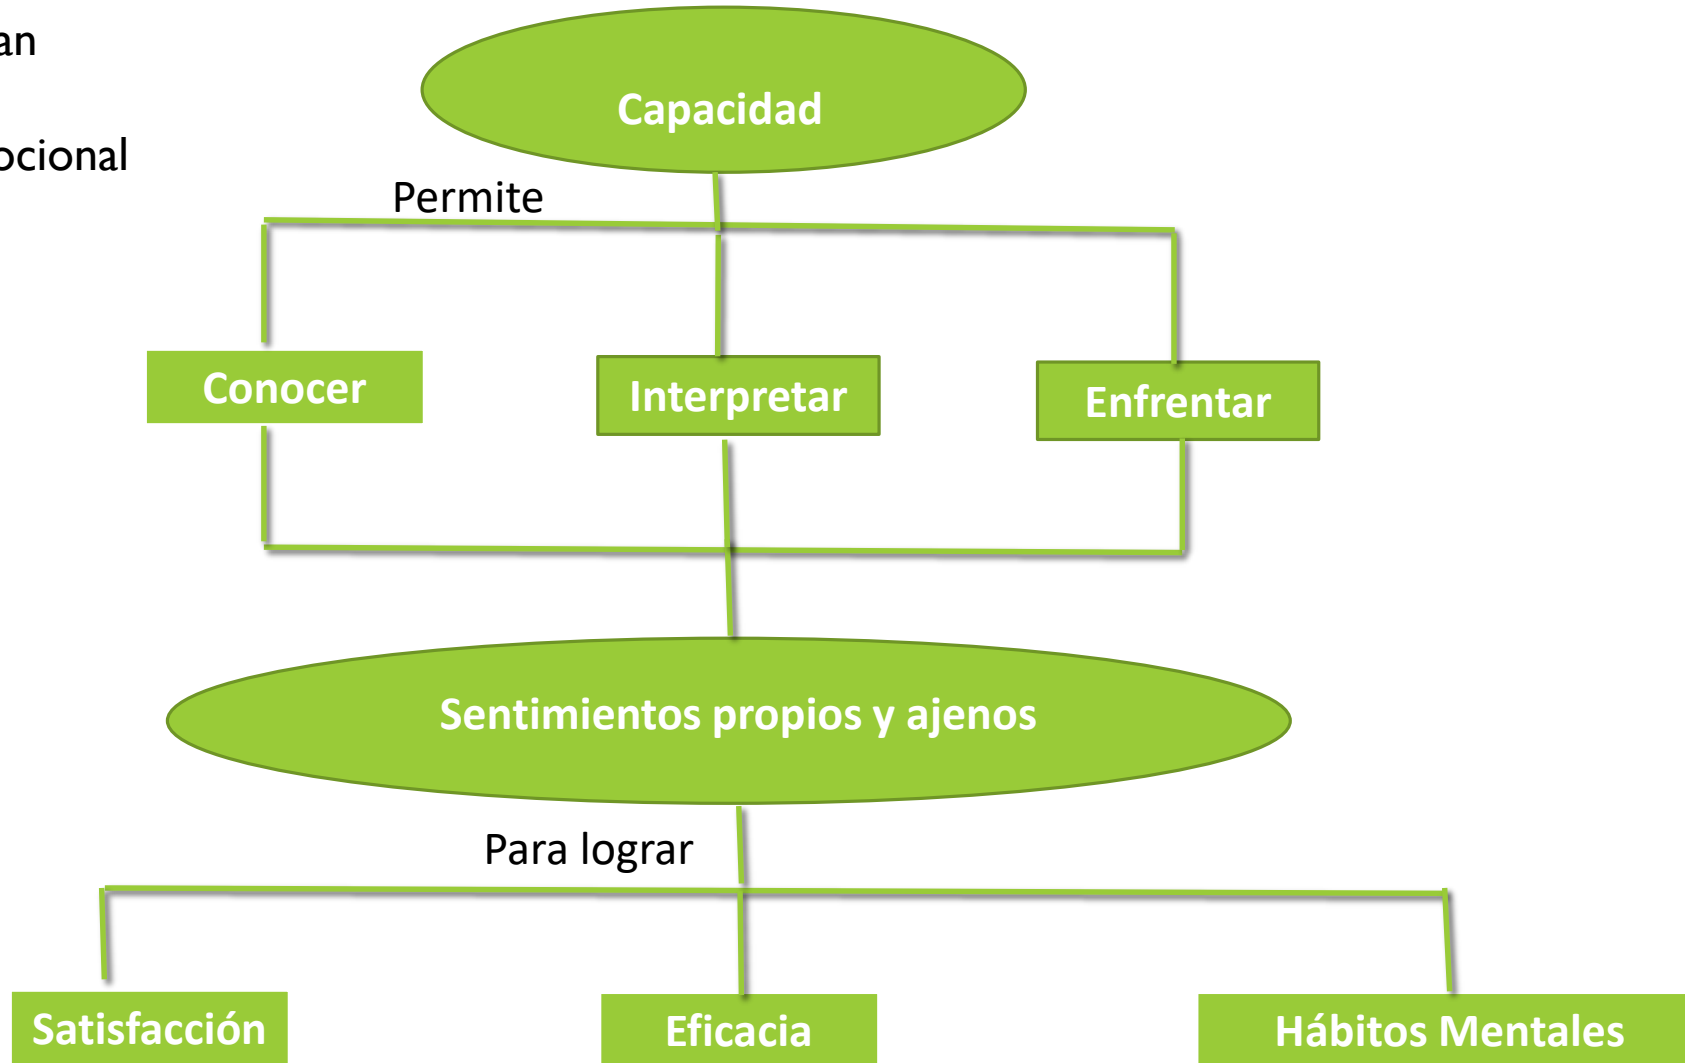 an
ocional
Capacidad
Permite
Conocer
Interpretar
Enfrentar
Sentimientos propios y ajenos
Para lograr
Satisfacción
Eficacia
Hábitos Mentales